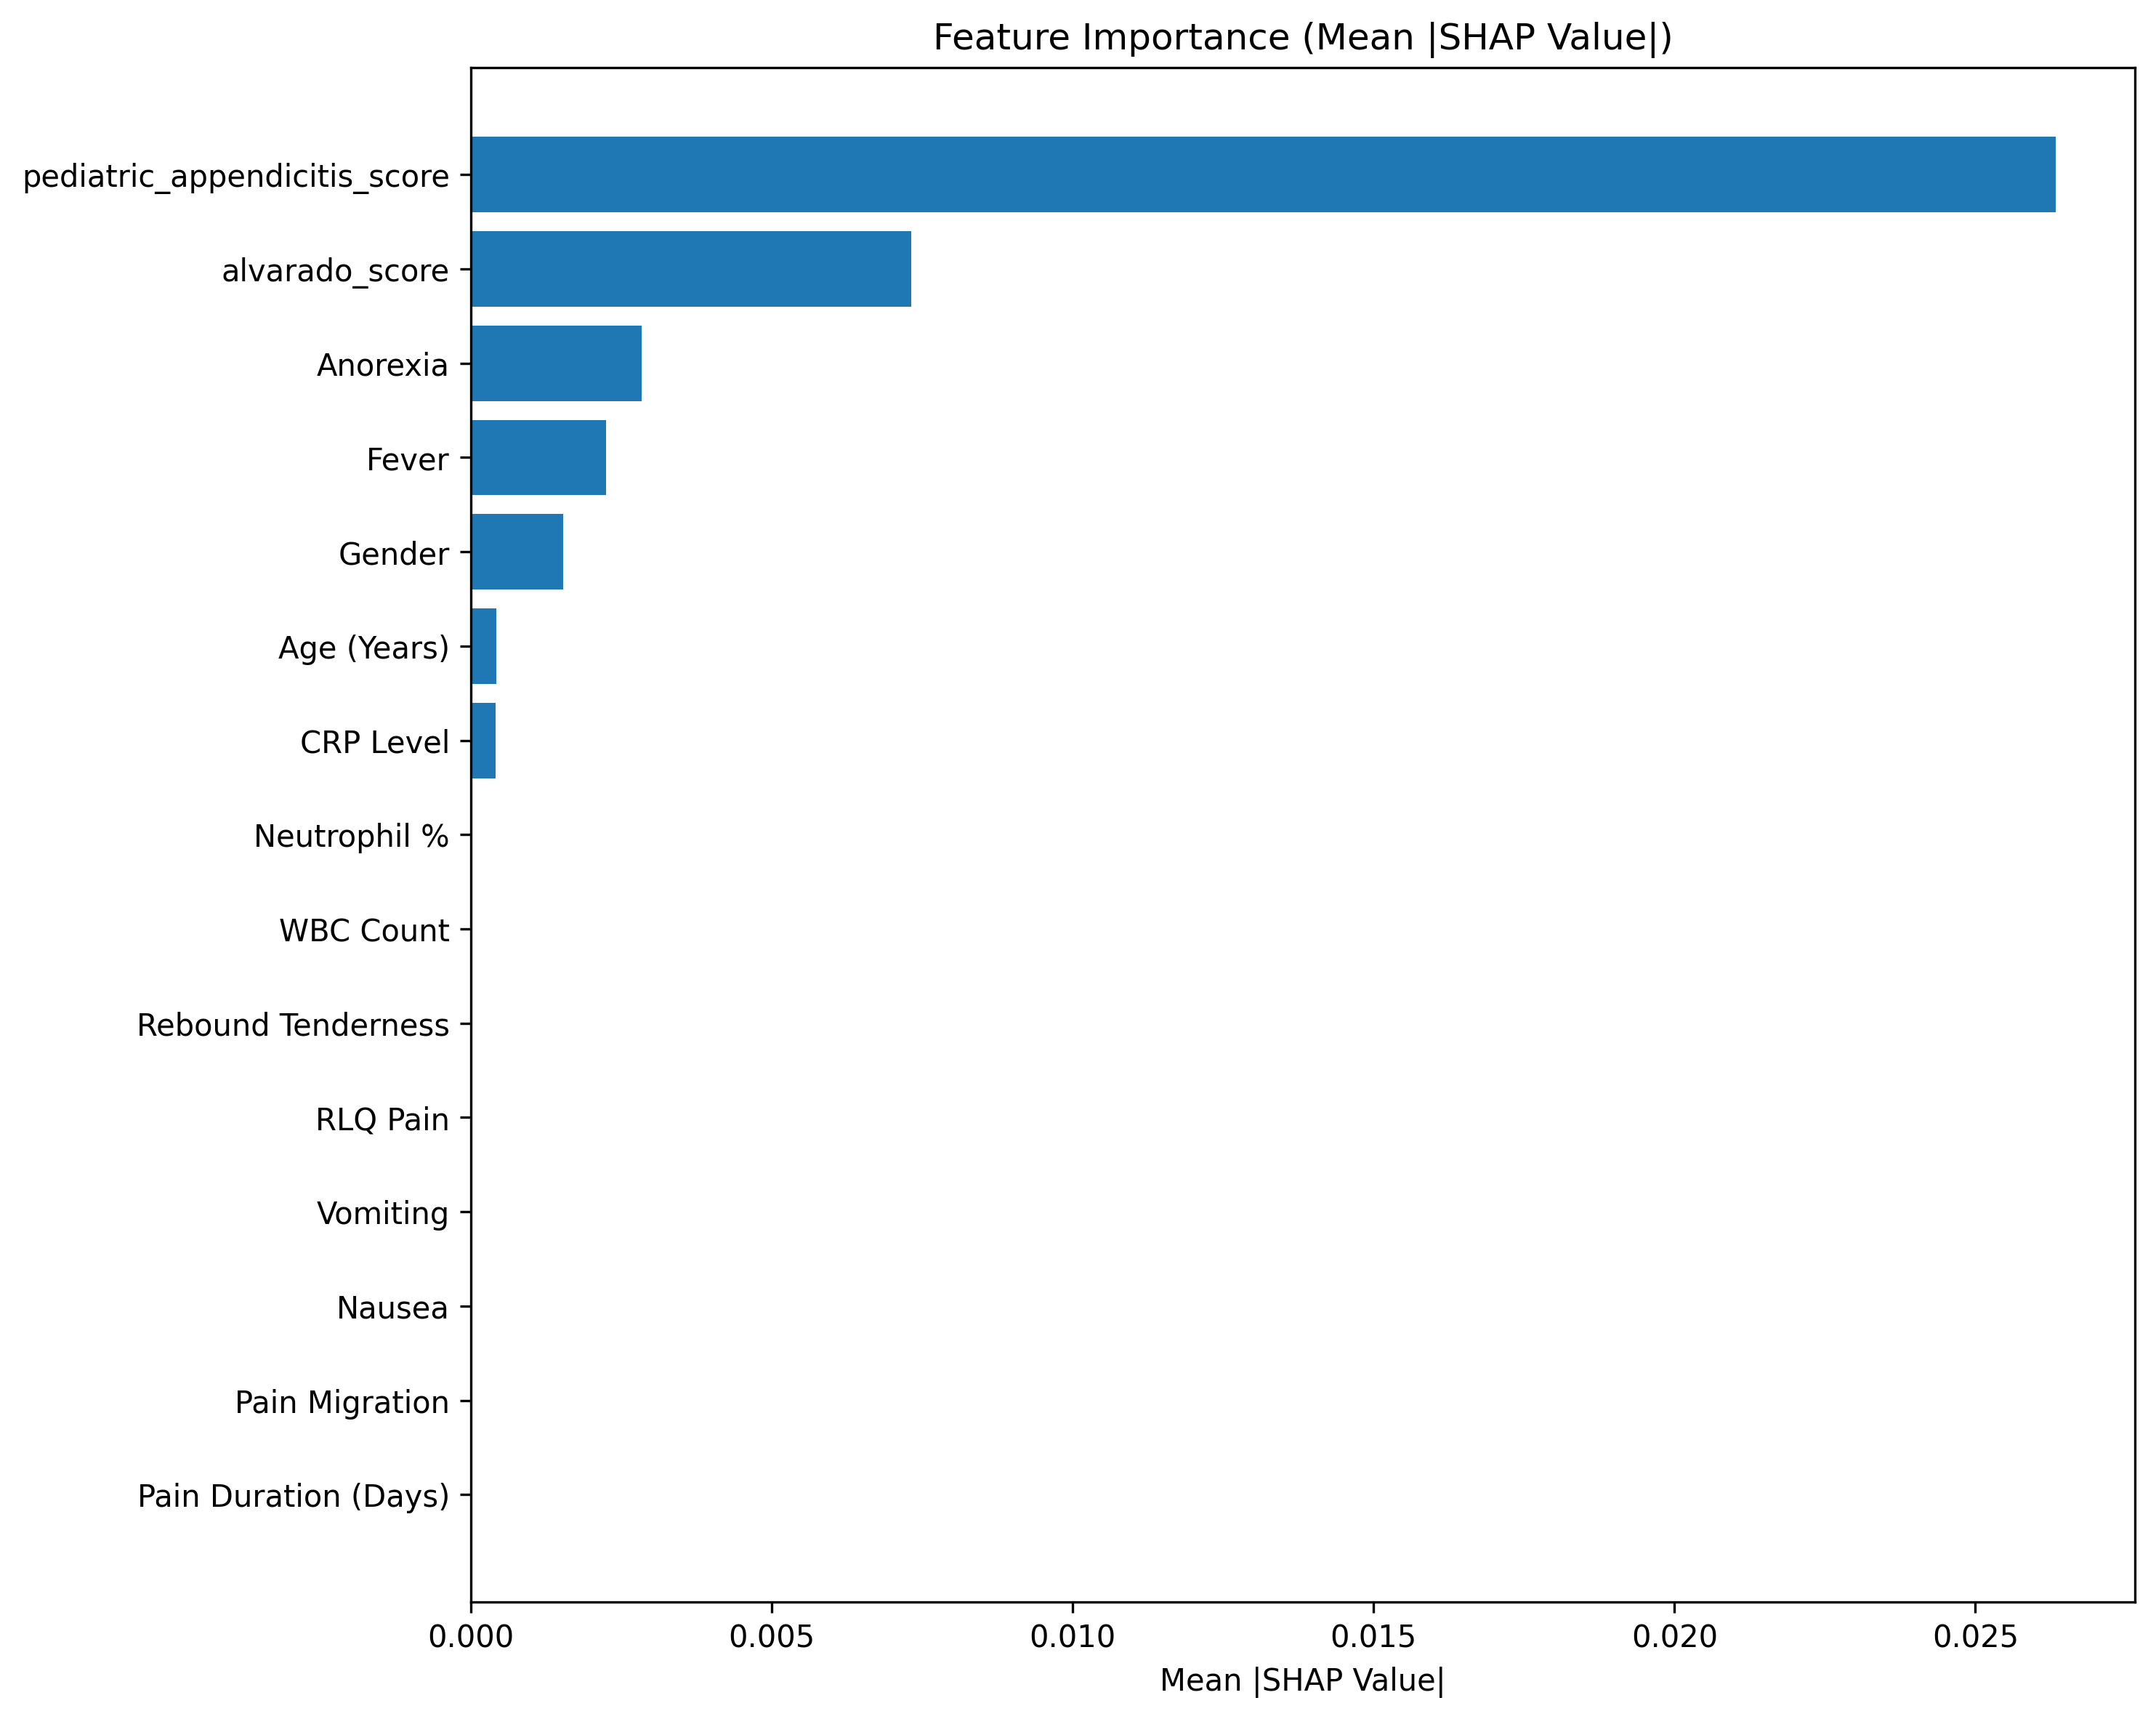 Feature Importance (Mean |SHAP Value|)
pediatric_appendicitis_score
alvarado_score
Anorexia
Fever
Gender
Age (Years)
CRP Level
Neutrophil %
WBC Count
Rebound Tenderness
RLQ Pain
Vomiting
Nausea
Pain Migration
Pain Duration (Days)
0.000 0.005 0.010 0.015 0.020 0.025
Mean |SHAP Value|